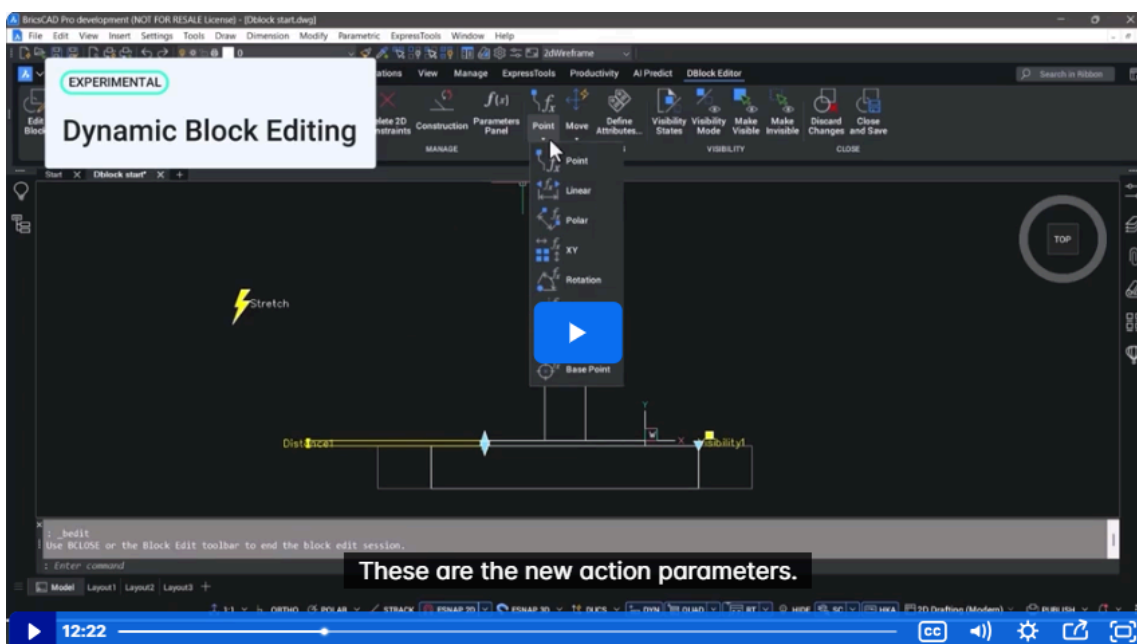 BricsCAD Pro development (NOT FOR RESALE License) - [Dblock start.dwg]
File Edit View Insert Settings Tools Draw Dimension Modify Parametric ExpressTools Window Help
0 2dWireframe
EXPERIMENTAL
Dynamic Block Editing
View Manage ExpressTools Productivity AI Predict DBlock Editor Search in Ribbon
Construction Parameters Panel Point Move Define Attributes... Visibility States Visibility Mode Make Visible Make Invisible Discard Changes Close and Save
MANAGE VISIBILITY CLOSE
Start Dblock start*
Point
Linear
Polar
XY
Rotation
Base Point
TOP
Stretch
Y
W X
Distance1
: _bedit
Use BCLOSE or the Block Edit toolbar to end the block edit session.
: Enter command
These are the new action parameters.
Model Layout1 Layout2 Layout3
1:1 ORTHO POLAR STRACK ESNAP 2D ESNAP 3D DUCS DYN QUAD RT HIDE HKA 2D Drafting (Modern) PUBLISH
12:22 CC